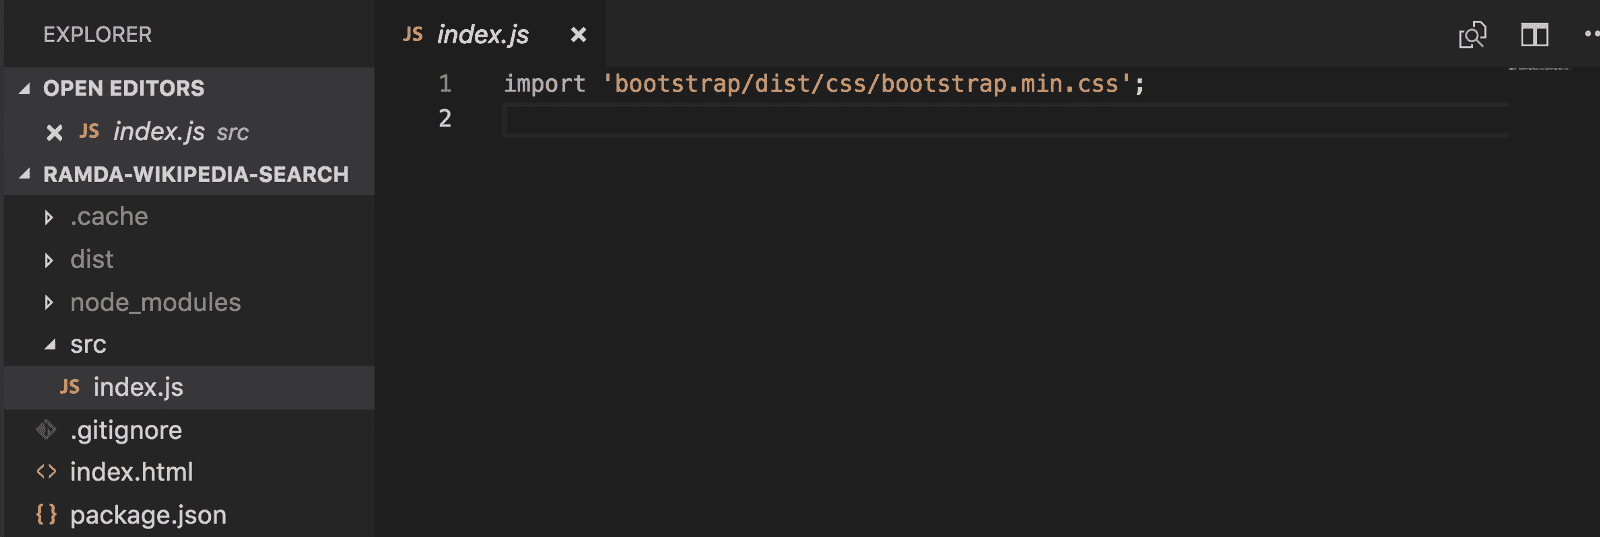 EXPLORER
OPEN EDITORS
JS index.js src
RAMDA-WIKIPEDIA-SEARCH
.cache
dist
node_modules
src
JS index.js
.gitignore
<> index.html
{} package.json
JS index.js
1 import 'bootstrap/dist/css/bootstrap.min.css';
2